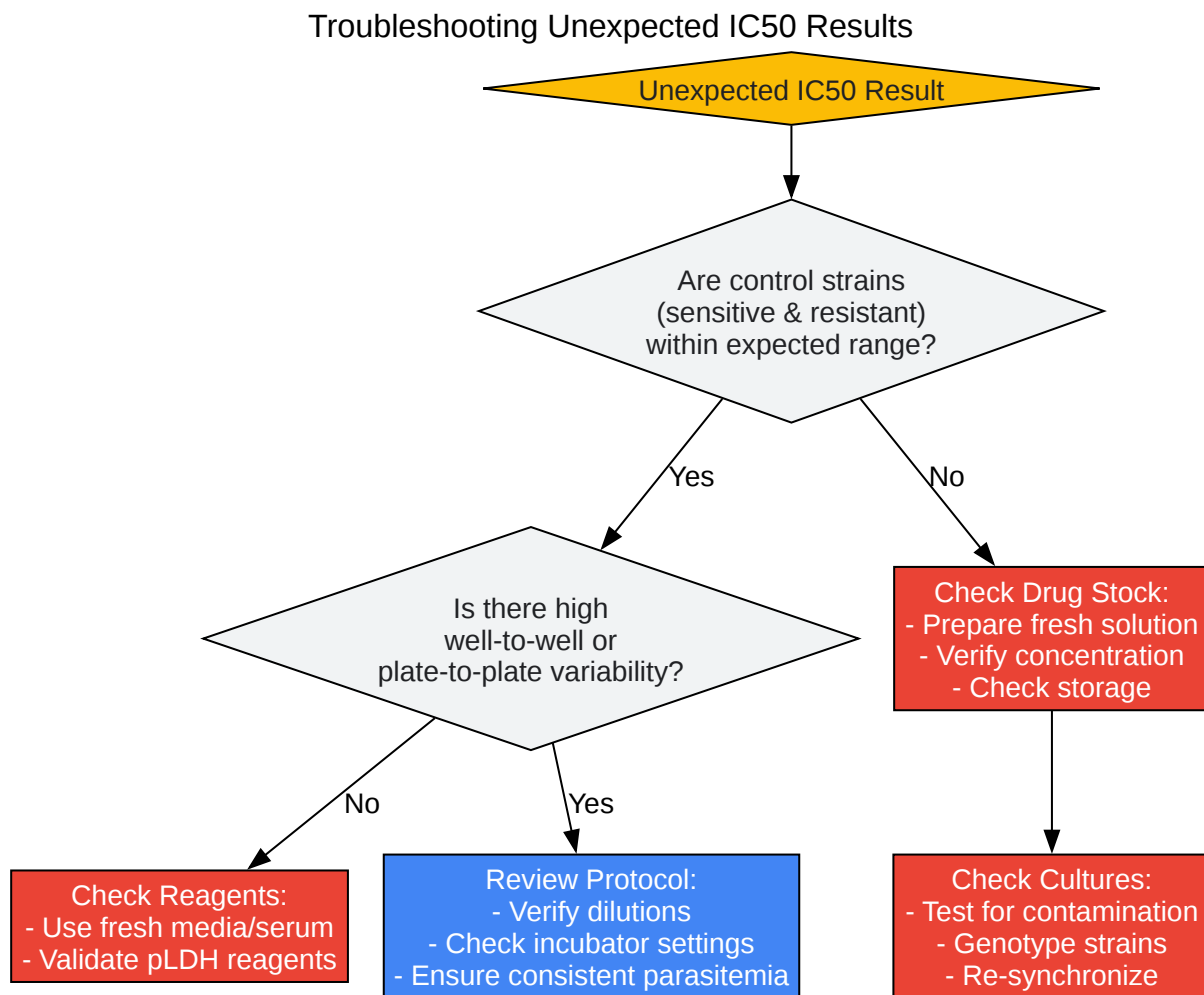 Troubleshooting Unexpected IC50 Results
Unexpected IC50 Result
Are control strains
(sensitive & resistant)
within expected range?
Yes
No
Is there high
well-to-well or
plate-to-plate variability?
Check Drug Stock:
- Prepare fresh solution
- Verify concentration
- Check storage
No
Yes
Check Reagents:
- Use fresh media/serum
- Validate pLDH reagents
Review Protocol:
- Verify dilutions
- Check incubator settings
- Ensure consistent parasitemia
Check Cultures:
- Test for contamination
- Genotype strains
- Re-synchronize